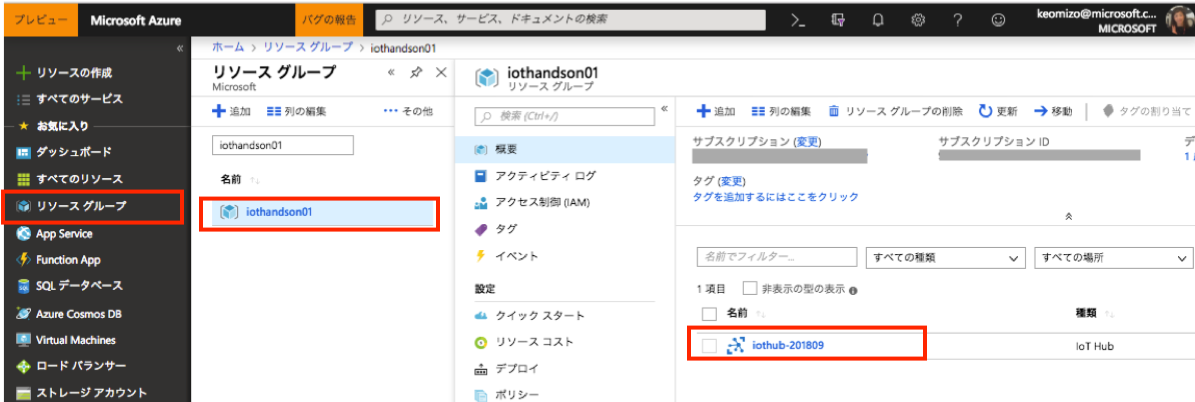 プレビュー Microsoft Azure バグの報告 リソース、サービス、ドキュメントの検索 >_ ? keomizo@microsoft.c...
MICROSOFT
«
+ リソースの作成
すべてのサービス
お気に入り
ダッシュボード
すべてのリソース
リソース グループ
App Service
Function App
SQL データベース
Azure Cosmos DB
Virtual Machines
ロード バランサー
ストレージ アカウント
ホーム > リソース グループ > iothandson01
リソース グループ
Microsoft
« ×
+ 追加 列の編集 ••• その他
iothandson01
名前 ↑↓
iothandson01
iothandson01
リソース グループ
検索 (Ctrl+/) «
概要
アクティビティ ログ
アクセス制御 (IAM)
タグ
イベント
設定
クイック スタート
リソース コスト
デプロイ
ポリシー
+ 追加 列の編集 リソース グループの削除 更新 → 移動 タグの割り当て
サブスクリプション (変更) サブスクリプション ID デ
1
タグ (変更)
タグを追加するにはここをクリック
名前でフィルター... すべての種類 すべての場所
1 項目 非表示の型の表示
名前 ↑↓ 種類 ↑↓
iothub-201809 IoT Hub